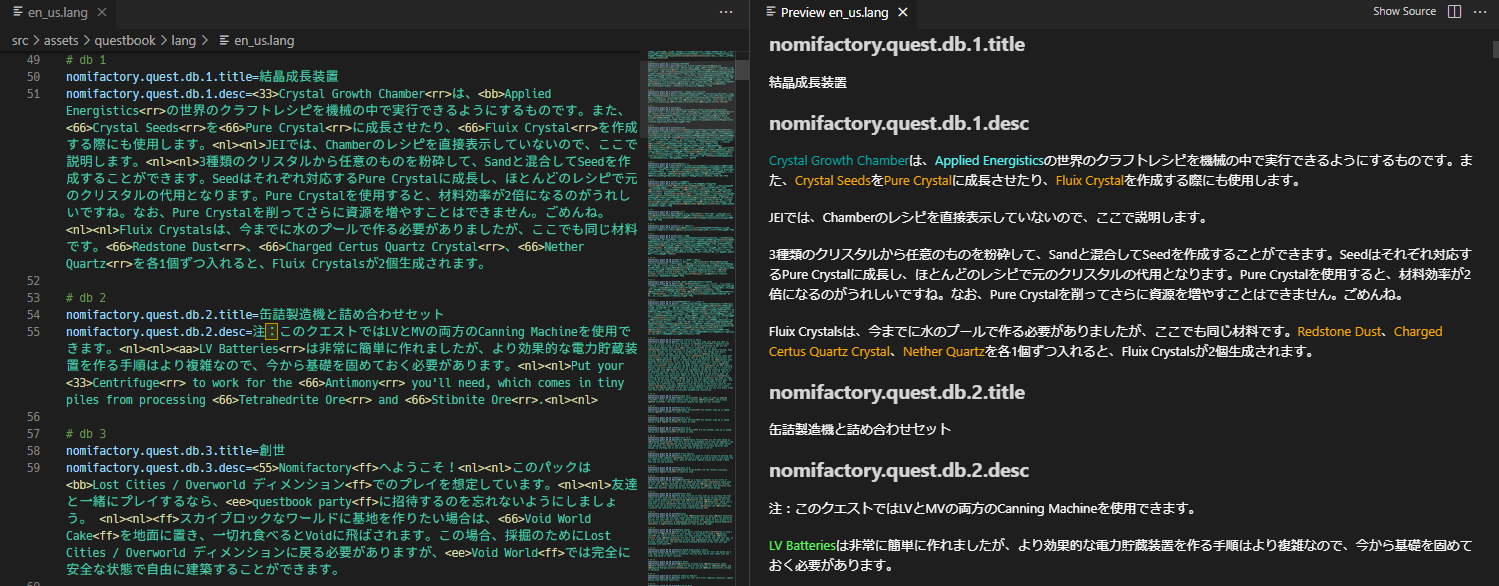 en_us.lang
src > assets > questbook > lang > en_us.lang
49 # db 1
50 nomifactory.quest.db.1.title=結晶成長装置
51 nomifactory.quest.db.1.desc=<33>Crystal Growth Chamber<rr>は、<bb>Applied
Energistics<rr>の世界のクラフトレシピを機械の中で実行できるようにするものです。また、
<66>Crystal Seeds<rr>を<66>Pure Crystal<rr>に成長させたり、<66>Fluix Crystal<rr>を作成
する際にも使用します。<nl><nl>JEIでは、Chamberのレシピを直接表示していないので、ここで
説明します。<nl><nl>3種類のクリスタルから任意のものを粉砕して、Sandと混合してSeedを作
成することができます。Seedはそれぞれ対応するPure Crystalに成長し、ほとんどのレシピで元
のクリスタルの代用となります。Pure Crystalを使用すると、材料効率が2倍になるのがうれし
いですね。なお、Pure Crystalを削ってさらに資源を増やすことはできません。ごめんね。
<nl><nl>Fluix Crystalsは、今までに水のプールで作る必要がありましたが、ここでも同じ材料
です。<66>Redstone Dust<rr>、<66>Charged Certus Quartz Crystal<rr>、<66>Nether
Quartz<rr>を各1個ずつ入れると、Fluix Crystalsが2個生成されます。
52
53 # db 2
54 nomifactory.quest.db.2.title=缶詰製造機と詰め合わせセット
55 nomifactory.quest.db.2.desc=注：このクエストではLVとMVの両方のCanning Machineを使用で
きます。<nl><nl><aa>LV Batteries<rr>は非常に簡単に作れましたが、より効果的な電力貯蔵装
置を作る手順はより複雑なので、今から基礎を固めておく必要があります。<nl><nl>Put your
<33>Centrifuge<rr> to work for the <66>Antimony<rr> you'll need, which comes in tiny
piles from processing <66>Tetrahedrite Ore<rr> and <66>Stibnite Ore<rr>.<nl><nl>
56
57 # db 3
58 nomifactory.quest.db.3.title=創世
59 nomifactory.quest.db.3.desc=<55>Nomifactory<ff>へようこそ！<nl><nl>このパックは
<bb>Lost Cities / Overworld ディメンション<ff>でのプレイを想定しています。<nl><nl>友達
と一緒にプレイするなら、<ee>questbook party<ff>に招待するのを忘れないようにしましょ
う。 <nl><nl><ff>スカイブロックなワールドに基地を作りたい場合は、<66>Void World
Cake<ff>を地面に置き、一切れ食べるとVoidに飛ばされます。この場合、採掘のためにLost
Cities / Overworld ディメンションに戻る必要がありますが、<ee>Void World<ff>では完全に
安全な状態で自由に建築することができます。
Preview en_us.lang
Show Source
nomifactory.quest.db.1.title
結晶成長装置
nomifactory.quest.db.1.desc
Crystal Growth Chamberは、Applied Energisticsの世界のクラフトレシピを機械の中で実行できるようにするものです。ま
た、Crystal SeedsをPure Crystalに成長させたり、Fluix Crystalを作成する際にも使用します。
JEIでは、Chamberのレシピを直接表示していないので、ここで説明します。
3種類のクリスタルから任意のものを粉砕して、Sandと混合してSeedを作成することができます。Seedはそれぞれ対応す
るPure Crystalに成長し、ほとんどのレシピで元のクリスタルの代用となります。Pure Crystalを使用すると、材料効率が2
倍になるのがうれしいですね。なお、Pure Crystalを削ってさらに資源を増やすことはできません。ごめんね。
Fluix Crystalsは、今までに水のプールで作る必要がありましたが、ここでも同じ材料です。Redstone Dust、Charged
Certus Quartz Crystal、Nether Quartzを各1個ずつ入れると、Fluix Crystalsが2個生成されます。
nomifactory.quest.db.2.title
缶詰製造機と詰め合わせセット
nomifactory.quest.db.2.desc
注：このクエストではLVとMVの両方のCanning Machineを使用できます。
LV Batteriesは非常に簡単に作れましたが、より効果的な電力貯蔵装置を作る手順はより複雑なので、今から基礎を固めて
おく必要があります。